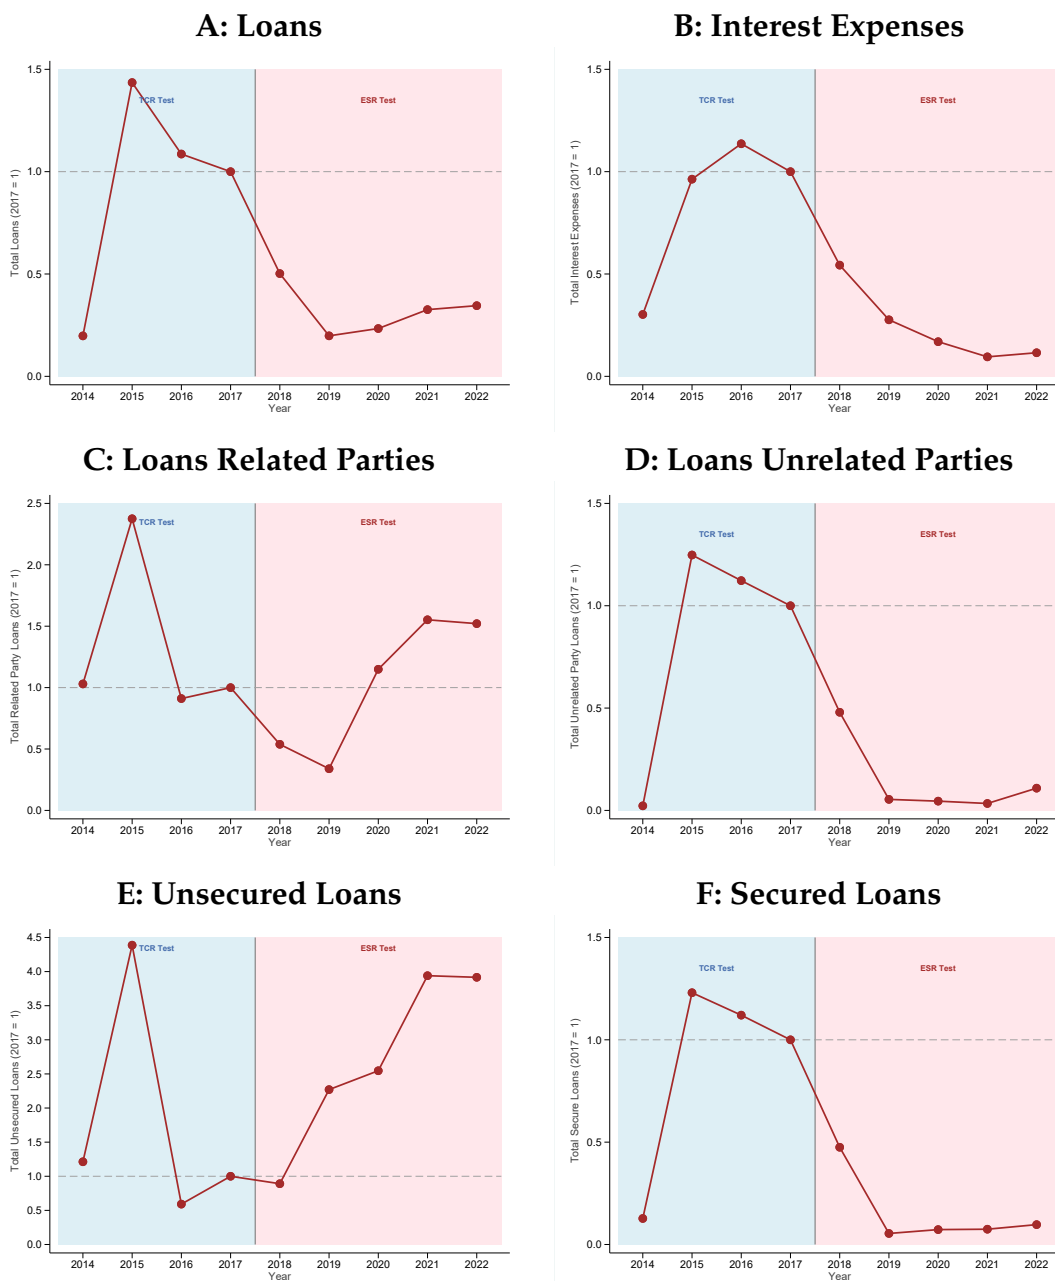 A: Loans
Total Loans (2017 = 1)
1.5
1.0
0.5
0.0
TCR Test
ESR Test
2014 2015 2016 2017 2018 2019 2020 2021 2022
Year
B: Interest Expenses
Total Interest Expenses (2017 = 1)
1.5
1.0
0.5
0.0
TCR Test
ESR Test
2014 2015 2016 2017 2018 2019 2020 2021 2022
Year
C: Loans Related Parties
Total Related Party Loans (2017 = 1)
2.5
2.0
1.5
1.0
0.5
0.0
TCR Test
ESR Test
2014 2015 2016 2017 2018 2019 2020 2021 2022
Year
D: Loans Unrelated Parties
Total Unrelated Party Loans (2017 = 1)
1.5
1.0
0.5
0.0
TCR Test
ESR Test
2014 2015 2016 2017 2018 2019 2020 2021 2022
Year
E: Unsecured Loans
Total Unsecured Loans (2017 = 1)
4.5
4.0
3.5
3.0
2.5
2.0
1.5
1.0
0.5
0.0
TCR Test
ESR Test
2014 2015 2016 2017 2018 2019 2020 2021 2022
Year
F: Secured Loans
Total Secure Loans (2017 = 1)
1.5
1.0
0.5
0.0
TCR Test
ESR Test
2014 2015 2016 2017 2018 2019 2020 2021 2022
Year